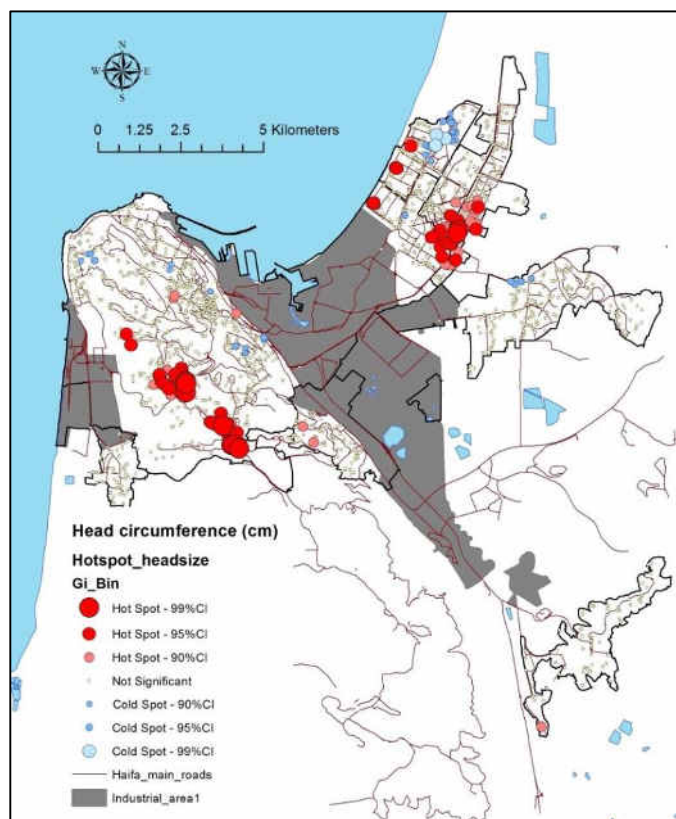 N
W E
S
0 1.25 2.5 5 Kilometers
Head circumference (cm)
Hotspot_headsize
Gi_Bin
Hot Spot - 99%CI
Hot Spot - 95%CI
Hot Spot - 90%CI
Not Significant
Cold Spot - 90%CI
Cold Spot - 95%CI
Cold Spot - 99%CI
Haifa_main_roads
Industrial_area1